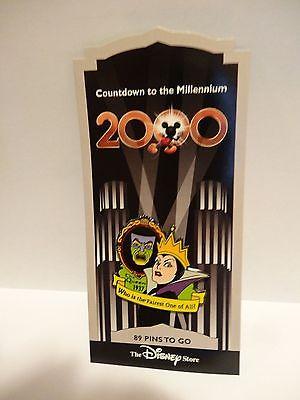 Countdown to the Millennium
2000
Queen
1937
Who is the Fairest One of All?
89 PINS TO GO
The Disney Store